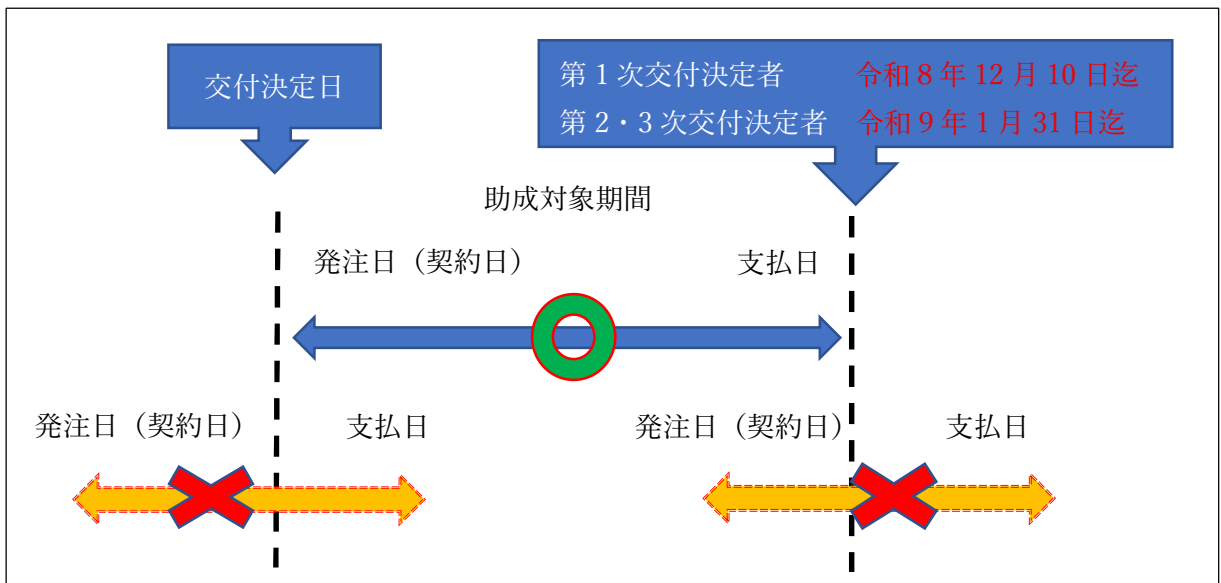 交付決定日
第1次交付決定者　令和8年12月10日迄
第2・3次交付決定者　令和9年1月31日迄
助成対象期間
発注日（契約日）　支払日
発注日（契約日）　支払日　発注日（契約日）　支払日